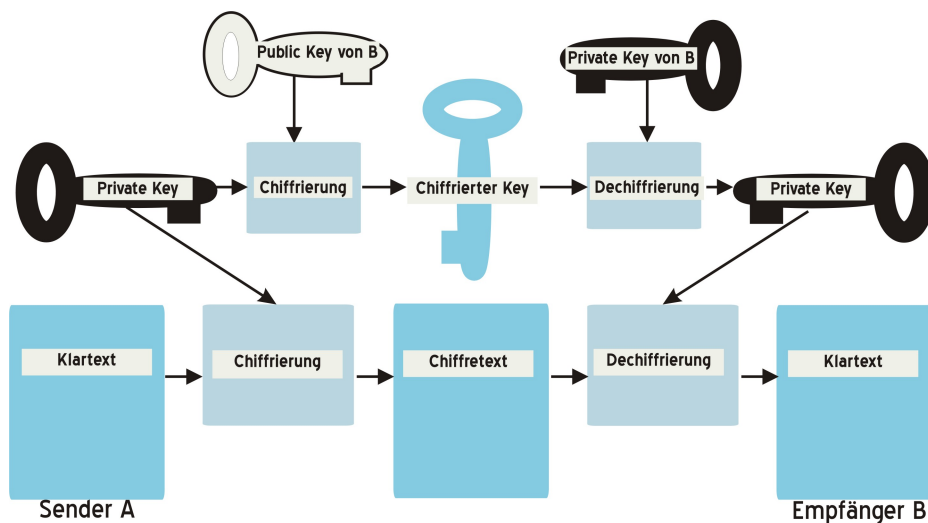 Public Key von B
Private Key von B
Private Key
Chiffrierung
Chiffrierter Key
Dechiffrierung
Private Key
Klartext
Chiffrierung
Chiffretext
Dechiffrierung
Klartext
Sender A
Empfänger B